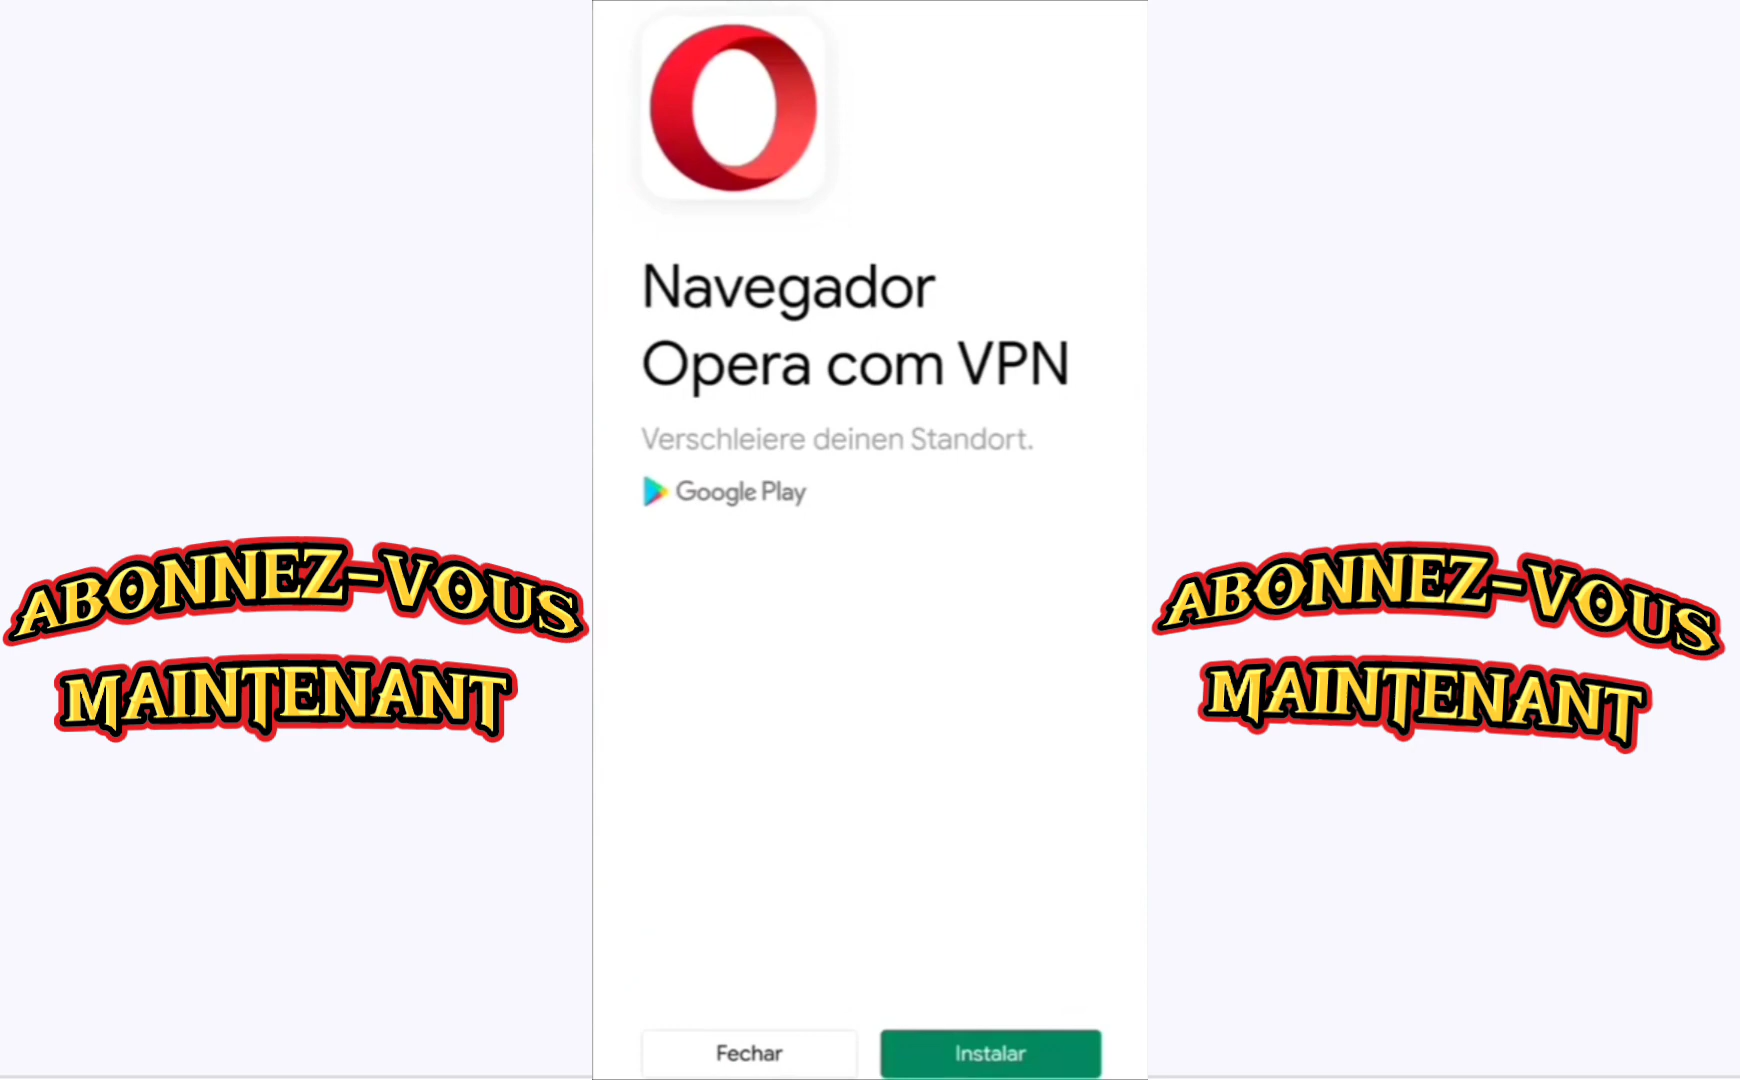 Navegador
Opera com VPN
Verschleiere deinen Standort.
Google Play
ABONNEZ-VOUS
MAINTENANT
ABONNEZ-VOUS
MAINTENANT
Fechar
Instalar